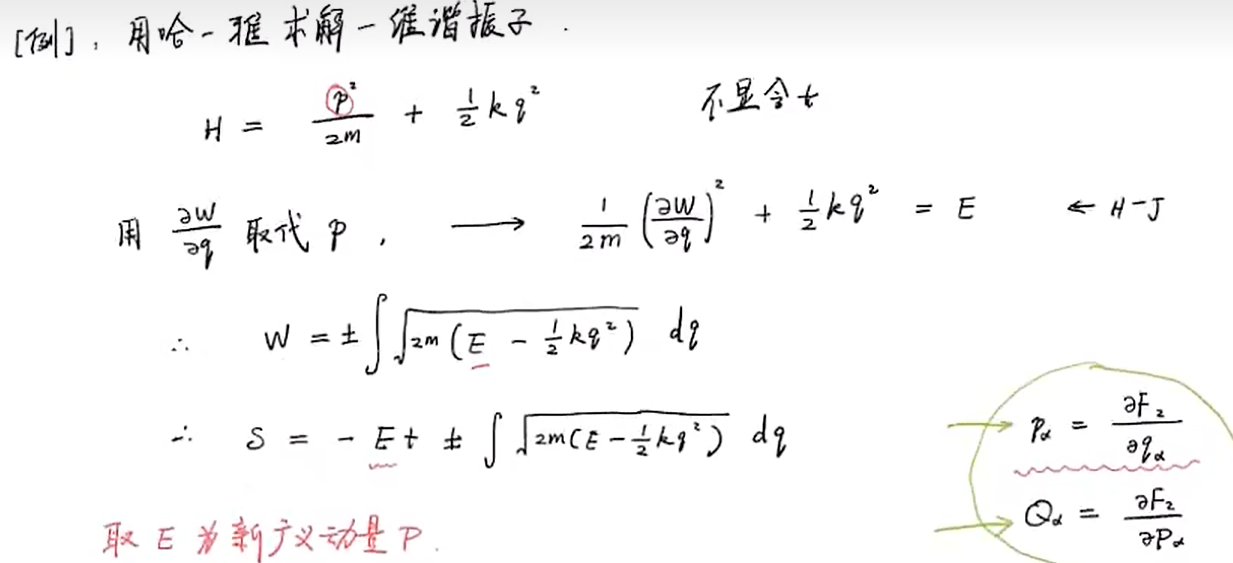 [例]. 用哈-雅求解一维谐振子.
H = p²/2m + ½kq² 不显含t
用 ∂W/∂q 取代 p, ⟶ 1/2m (∂W/∂q)² + ½kq² = E ← H-J
∴ W = ± ∫ √(2m(E - ½kq²)) dq
∴ S = -Et ± ∫ √(2m(E - ½kq²)) dq
取 E 为新广义动量 P.
→ pα = ∂F₂/∂qα
→ Qα = ∂F₂/∂Pα